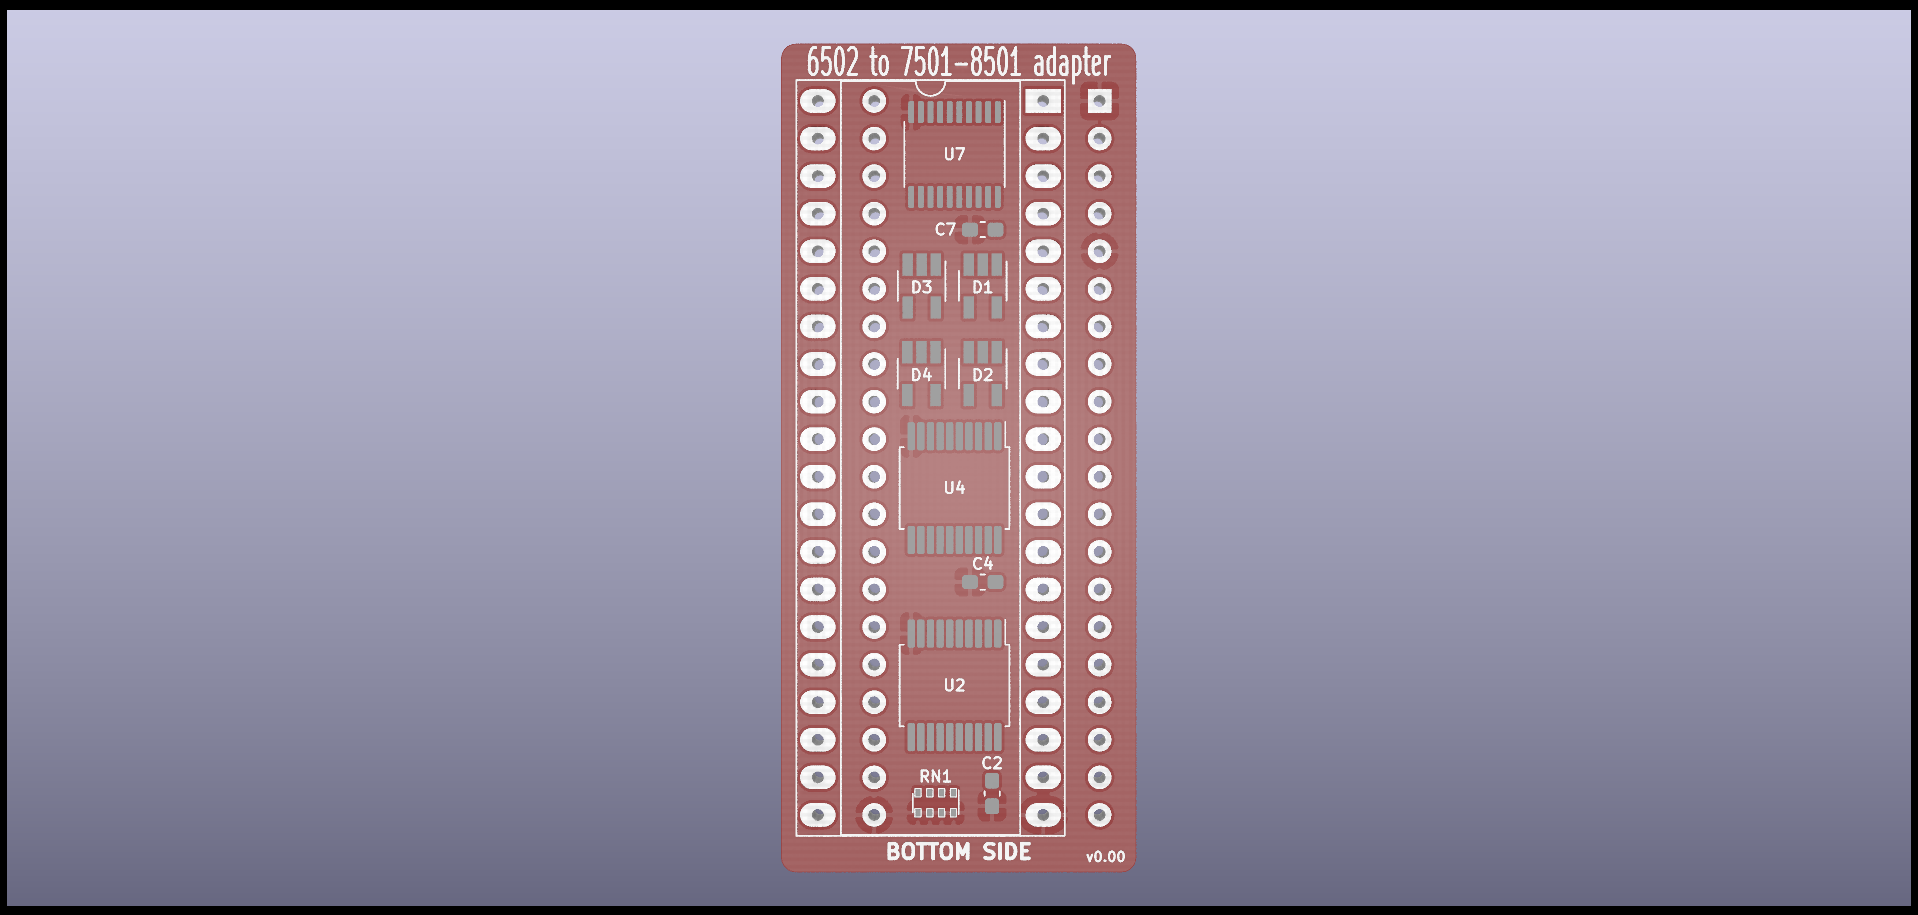 6502 to 7501-8501 adapter
U7
C7
D3 D1
D4 D2
U4
C4
U2
C2
RN1
BOTTOM SIDE
v0.00